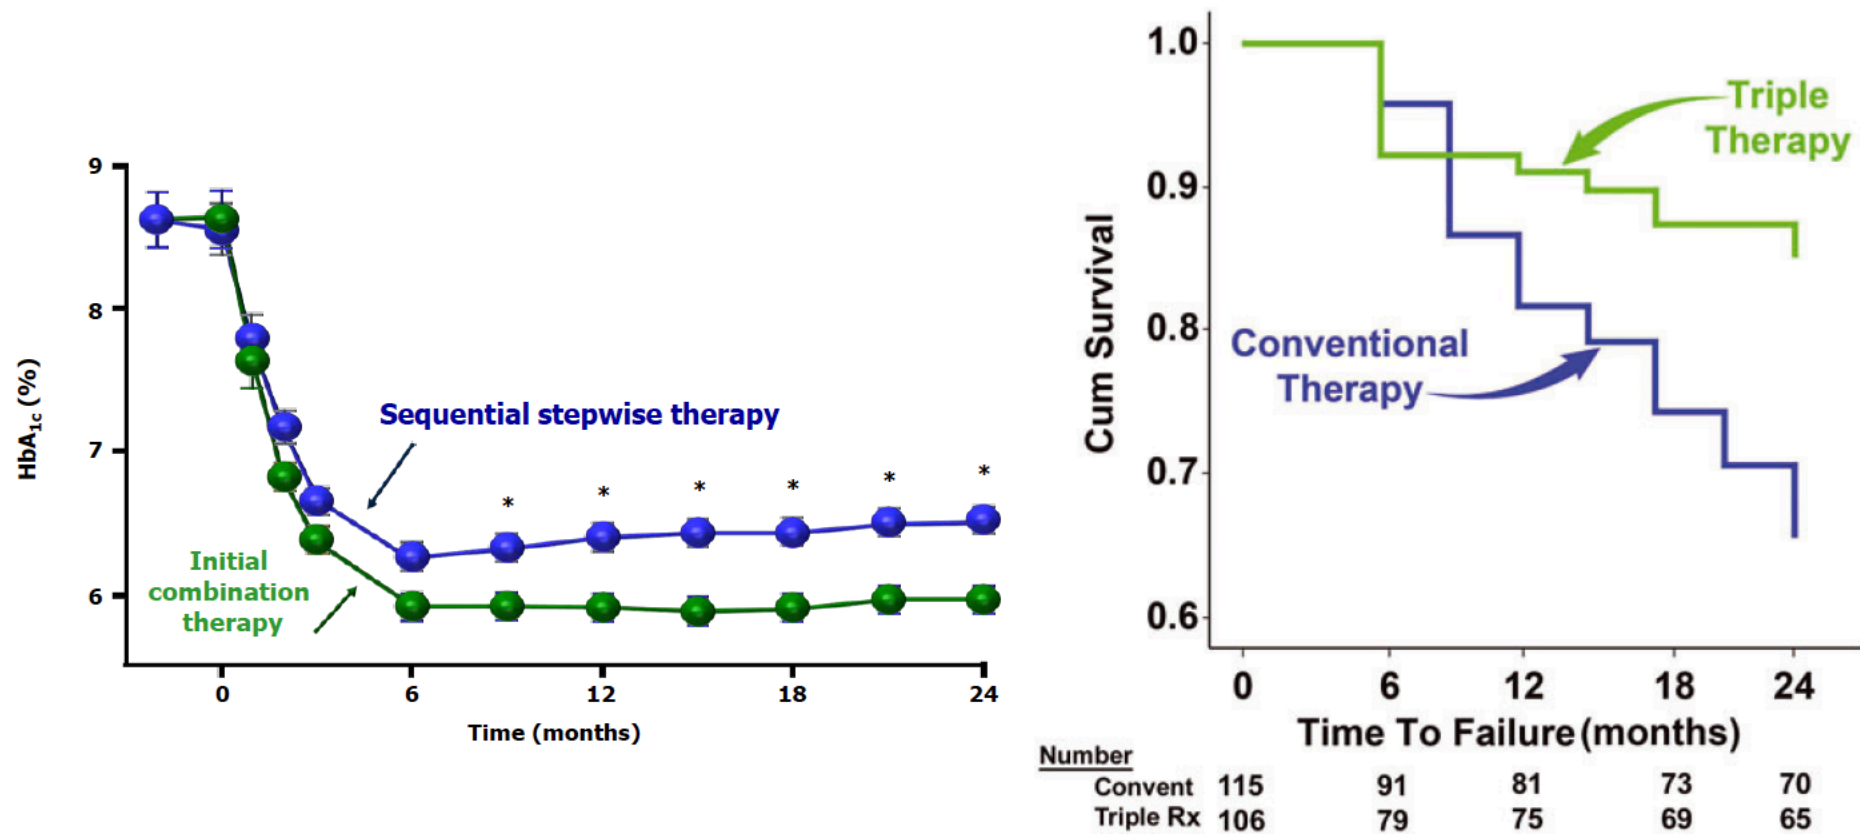 9
8
7
6
HbA1c (%)
Sequential stepwise therapy
* * * * * *
Initial
combination
therapy
0 6 12 18 24
Time (months)
1.0
0.9
0.8
0.7
0.6
Cum Survival
Triple
Therapy
Conventional
Therapy
0 6 12 18 24
Time To Failure (months)
Number
Convent 115 91 81 73 70
Triple Rx 106 79 75 69 65